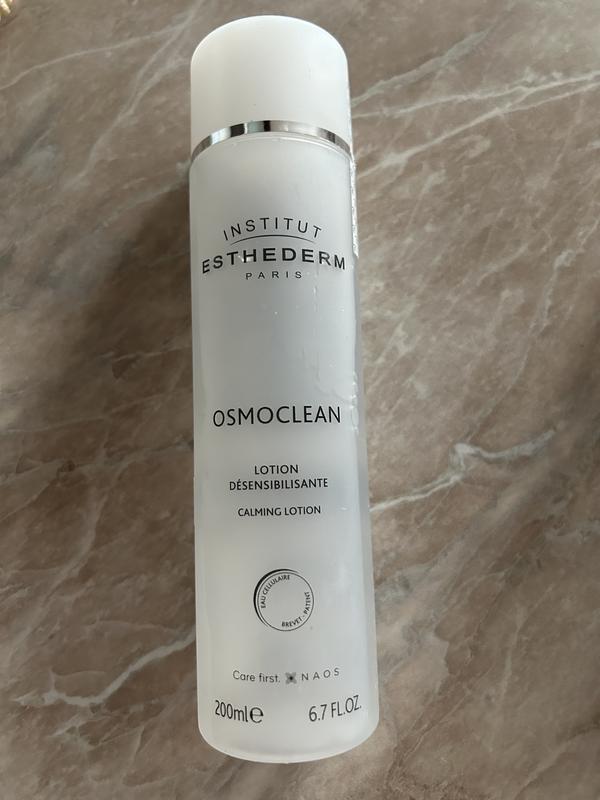 INSTITUT
ESTHEDERM
PARIS
OSMOCLEAN
LOTION
DÉSENSIBILISANTE
CALMING LOTION
EAU CELLULAIRE
BREVET - PATENT
Care first. NAOS
200ml℮ 6.7 FL.OZ.